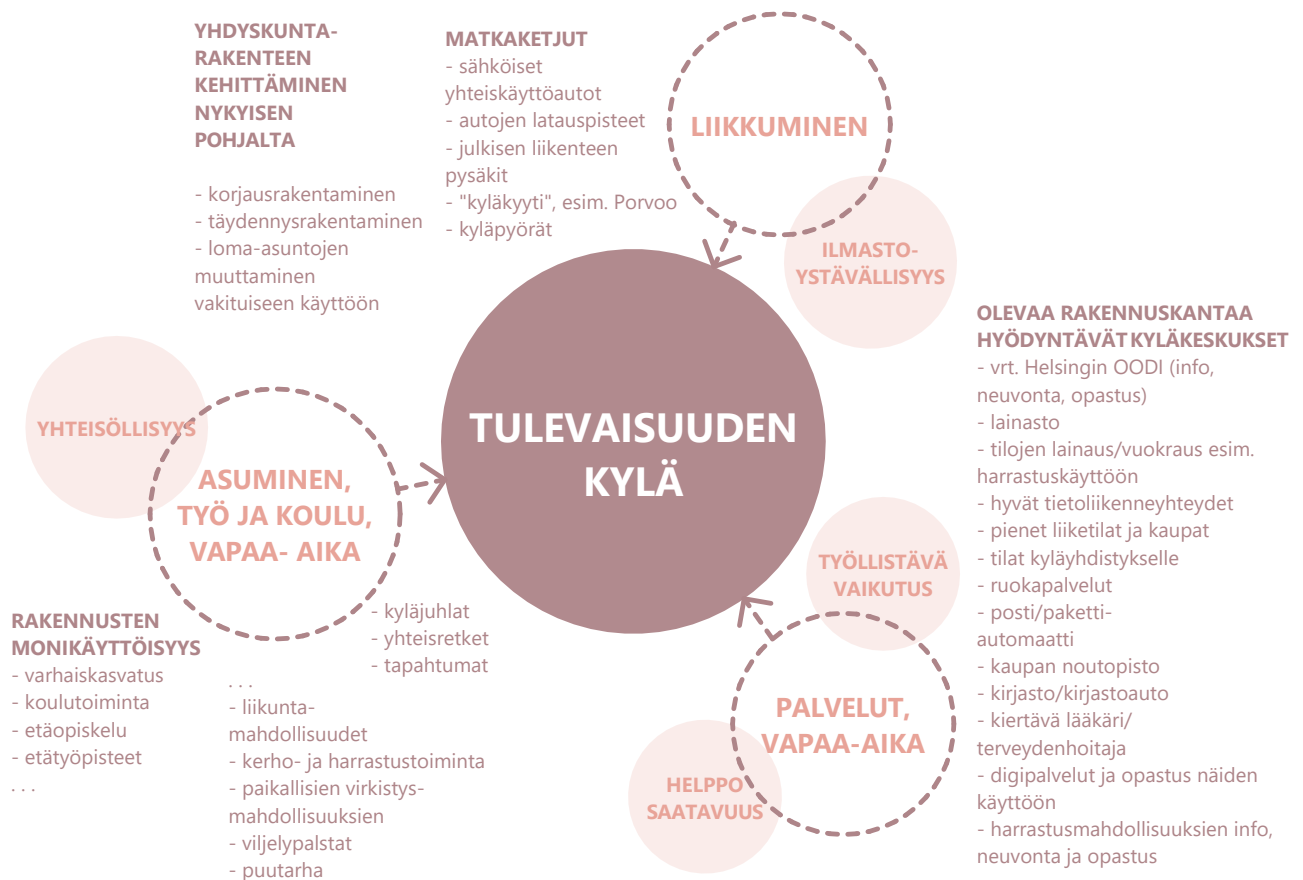 YHDYSKUNTA-
RAKENTEEN
KEHITTÄMINEN
NYKYISEN
POHJALTA
- korjausrakentaminen
- täydennysrakentaminen
- loma-asuntojen
muuttaminen
vakituiseen käyttöön
MATKAKETJUT
- sähköiset
yhteiskäyttöautot
- autojen latauspisteet
- julkisen liikenteen
pysäkit
- "kyläkyyti", esim. Porvoo
- kyläpyörät
LIIKKUMINEN
ILMASTO-
YSTÄVÄLLISYYS
TULEVAISUUDEN
KYLÄ
YHTEISÖLLISYYS
ASUMINEN,
TYÖ JA KOULU,
VAPAA- AIKA
RAKENNUSTEN
MONIKÄYTTÖISYYS
- varhaiskasvatus
- koulutoiminta
- etäopiskelu
- etätyöpisteet
. . .
- kyläjuhlat
- yhteisretket
- tapahtumat
. . .
- liikunta-
mahdollisuudet
- kerho- ja harrastustoiminta
- paikallisien virkistys-
mahdollisuuksien
- viljelypalstat
- puutarha
TYÖLLISTÄVÄ
VAIKUTUS
PALVELUT,
VAPAA-AIKA
HELPPO
SAATAVUUS
OLEVAA RAKENNUSKANTAA
HYÖDYNTÄVÄT KYLÄKESKUKSET
- vrt. Helsingin OODI (info,
neuvonta, opastus)
- lainasto
- tilojen lainaus/vuokraus esim.
harrastuskäyttöön
- hyvät tietoliikenneyhteydet
- pienet liiketilat ja kaupat
- tilat kyläyhdistykselle
- ruokapalvelut
- posti/paketti-
automaatti
- kaupan noutopisto
- kirjasto/kirjastoauto
- kiertävä lääkäri/
terveydenhoitaja
- digipalvelut ja opastus näiden
käyttöön
- harrastusmahdollisuuksien info,
neuvonta ja opastus